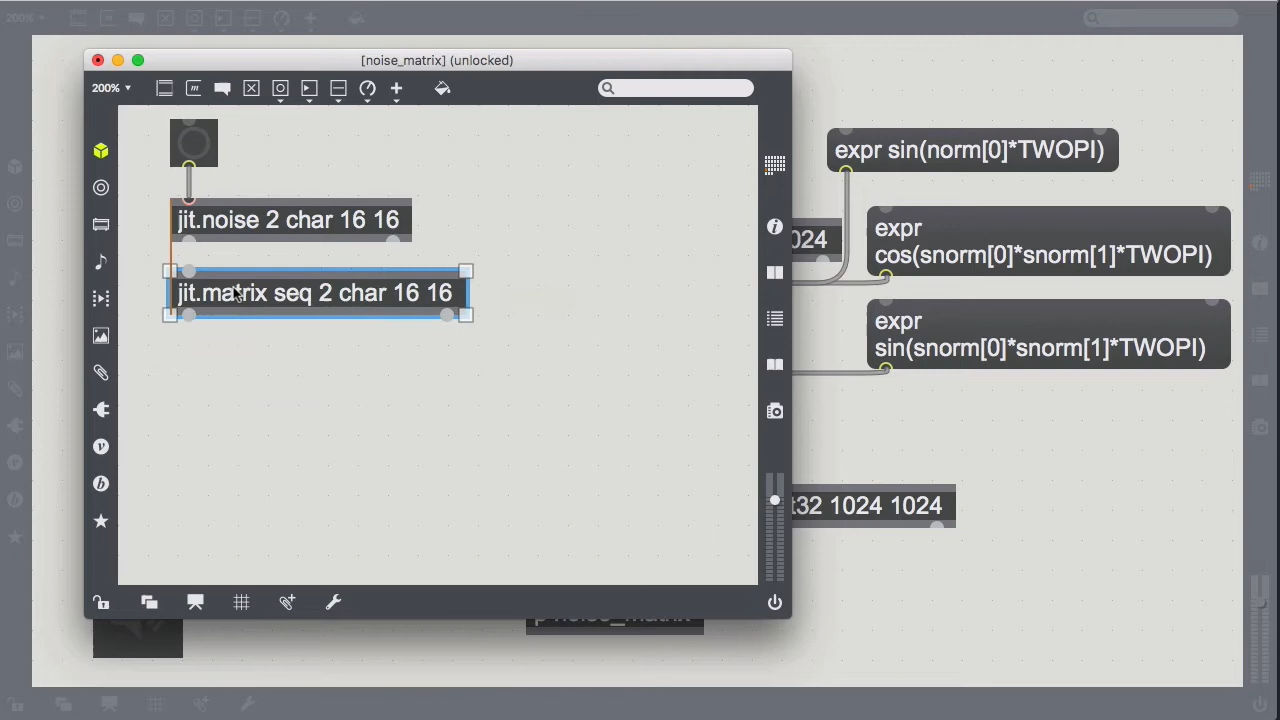 200%
[noise_matrix] (unlocked)
200%
jit.noise 2 char 16 16
jit.matrix seq 2 char 16 16
expr sin(norm[0]*TWOPI)
024
expr
cos(snorm[0]*snorm[1]*TWOPI)
expr
sin(snorm[0]*snorm[1]*TWOPI)
t32 1024 1024
p noise_matrix